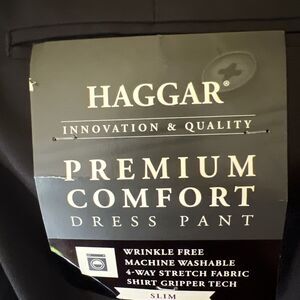 HAGGAR®
INNOVATION & QUALITY
PREMIUM
COMFORT
DRESS PANT
WRINKLE FREE
MACHINE WASHABLE
4-WAY STRETCH FABRIC
SHIRT GRIPPER TECH
SLIM